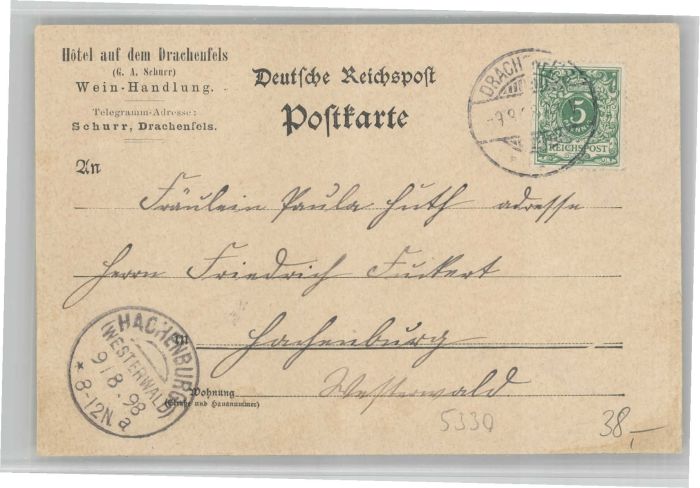 Hôtel auf dem Drachenfels
(G. A. Schurr)
Wein-Handlung.
Telegramm-Adresse:
Schurr, Drachenfels.
Deutsche Reichspost
Postkarte
DRACH
5
REICHSPOST
An
Fräulein Paula Huth adresse
Herrn Friedrich Fuckert
in Hachenburg
Westerwald
Wohnung
(Straße und Hausnummer)
HACHENBURG
(WESTERWALD)
9/8.98
* 8-12N. a
5330
38,-